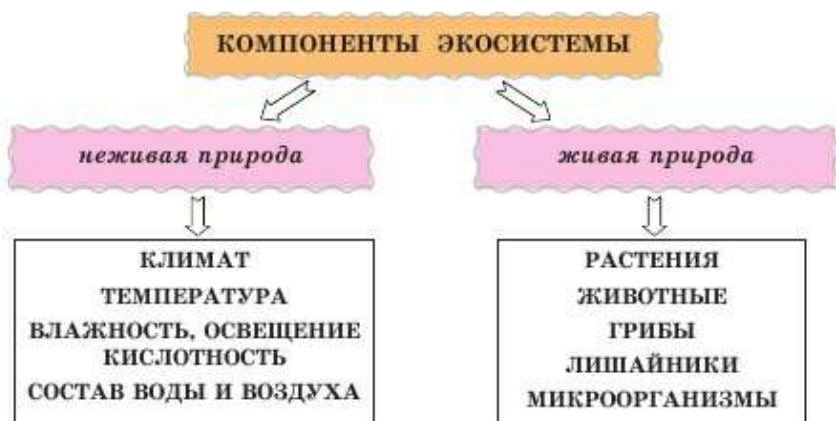 КОМПОНЕНТЫ ЭКОСИСТЕМЫ
неживая природа
живая природа
КЛИМАТ
ТЕМПЕРАТУРА
ВЛАЖНОСТЬ, ОСВЕЩЕНИЕ
КИСЛОТНОСТЬ
СОСТАВ ВОДЫ И ВОЗДУХА
РАСТЕНИЯ
ЖИВОТНЫЕ
ГРИБЫ
ЛИШАЙНИКИ
МИКРООРГАНИЗМЫ